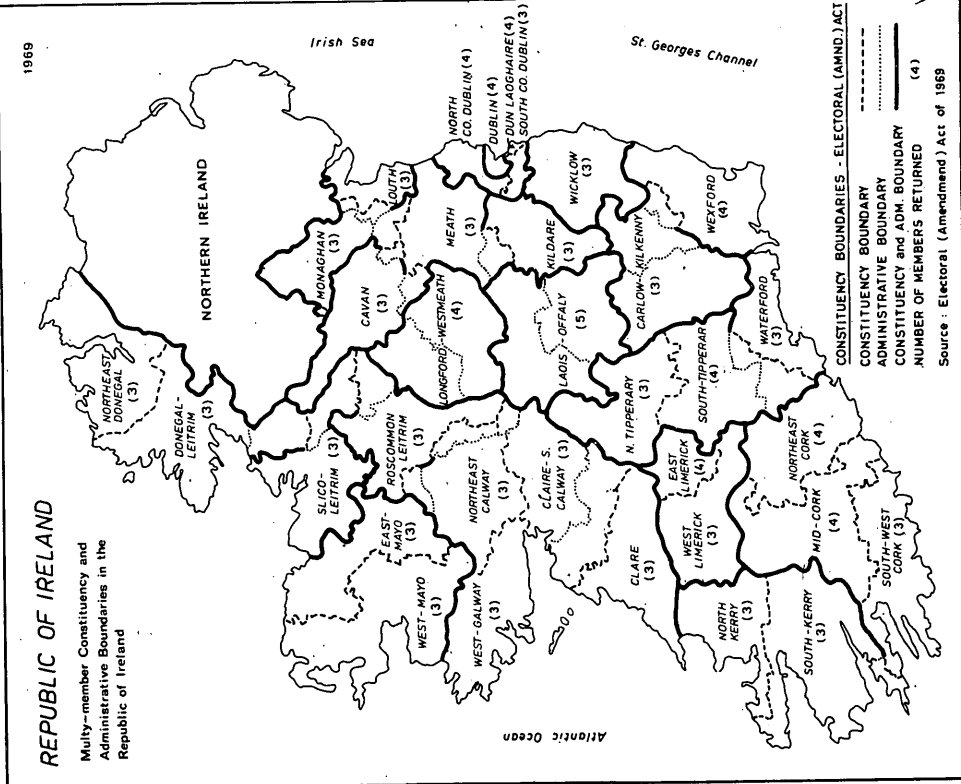 1969
REPUBLIC OF IRELAND
Multy-member Constituency and
Administrative Boundaries in the
Republic of Ireland
Irish Sea
St. Georges Channel
Atlantic Ocean
NORTHERN IRELAND
NORTHEAST
DONEGAL
(3)
DONEGAL-
LEITRIM
(3)
SLICO-
LEITRIM
(3)
ROSCOMMON
LEITRIM
(3)
EAST-
MAYO
(3)
WEST-MAYO
(3)
NORTHEAST
GALWAY
(3)
WEST-GALWAY
(3)
CLAIRE-S.
GALWAY (3)
CLARE
(3)
MONAGHAN
(3)
CAVAN
(3)
LOUTH
(3)
MEATH
(3)
LONGFORD-WESTMEATH
(4)
NORTH
CO. DUBLIN (4)
DUBLIN (4)
DUN LAOGHAIRE (4)
SOUTH CO. DUBLIN (3)
KILDARE
(3)
WICKLOW
(3)
LAOIS - OFFALY
(5)
CARLOW-KILKENNY
(3)
WEXFORD
(4)
N. TIPPERARY
(3)
SOUTH-TIPPERAR
(4)
WATERFORD
(3)
EAST
LIMERICK
(4)
WEST
LIMERICK
(3)
NORTH
KERRY
(3)
SOUTH-KERRY
(3)
NORTHEAST
CORK
(4)
MID-CORK
(4)
SOUTH-WEST
CORK (3)
CONSTITUENCY BOUNDARIES - ELECTORAL (AMND.) ACT
CONSTITUENCY BOUNDARY
ADMINISTRATIVE BOUNDARY
CONSTITUENCY and ADM. BOUNDARY
NUMBER OF MEMBERS RETURNED (4)
Source : Electoral (Amendment) Act of 1969